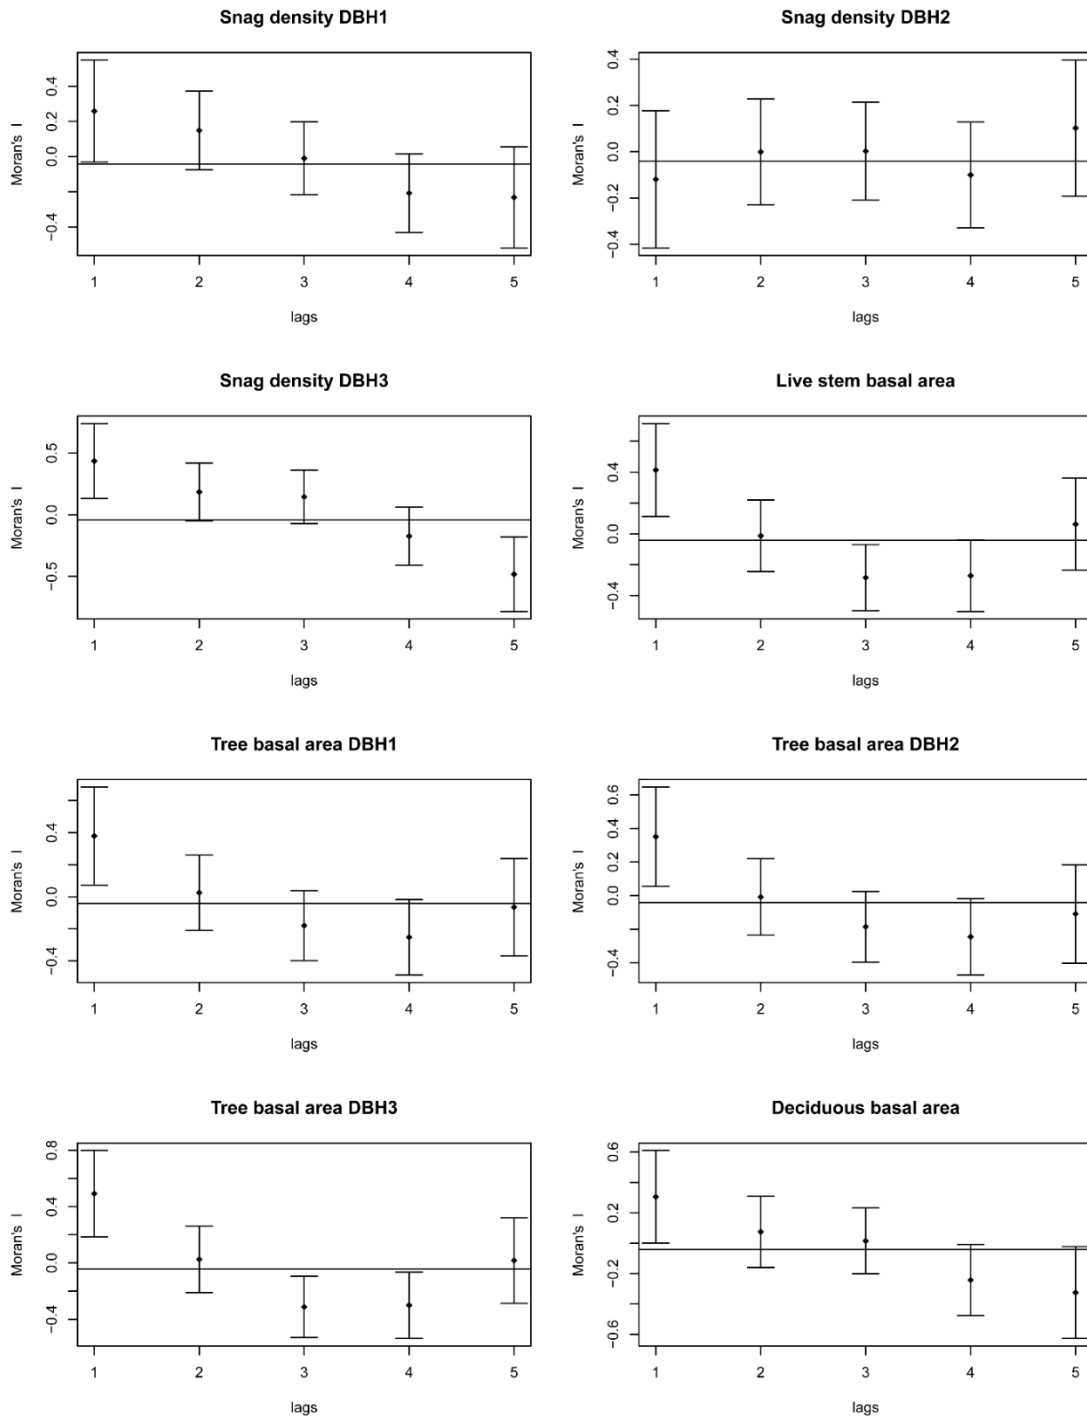 Snag density DBH1
Moran's I
−0.4 0.0 0.2 0.4
1 2 3 4 5
lags
Snag density DBH2
Moran's I
−0.4 −0.2 0.0 0.2 0.4
1 2 3 4 5
lags
Snag density DBH3
Moran's I
−0.5 0.0 0.5
1 2 3 4 5
lags
Live stem basal area
Moran's I
−0.4 0.0 0.4
1 2 3 4 5
lags
Tree basal area DBH1
Moran's I
−0.4 0.0 0.4
1 2 3 4 5
lags
Tree basal area DBH2
Moran's I
−0.4 0.0 0.2 0.4 0.6
1 2 3 4 5
lags
Tree basal area DBH3
Moran's I
−0.4 0.0 0.4 0.8
1 2 3 4 5
lags
Deciduous basal area
Moran's I
−0.6 −0.2 0.2 0.6
1 2 3 4 5
lags